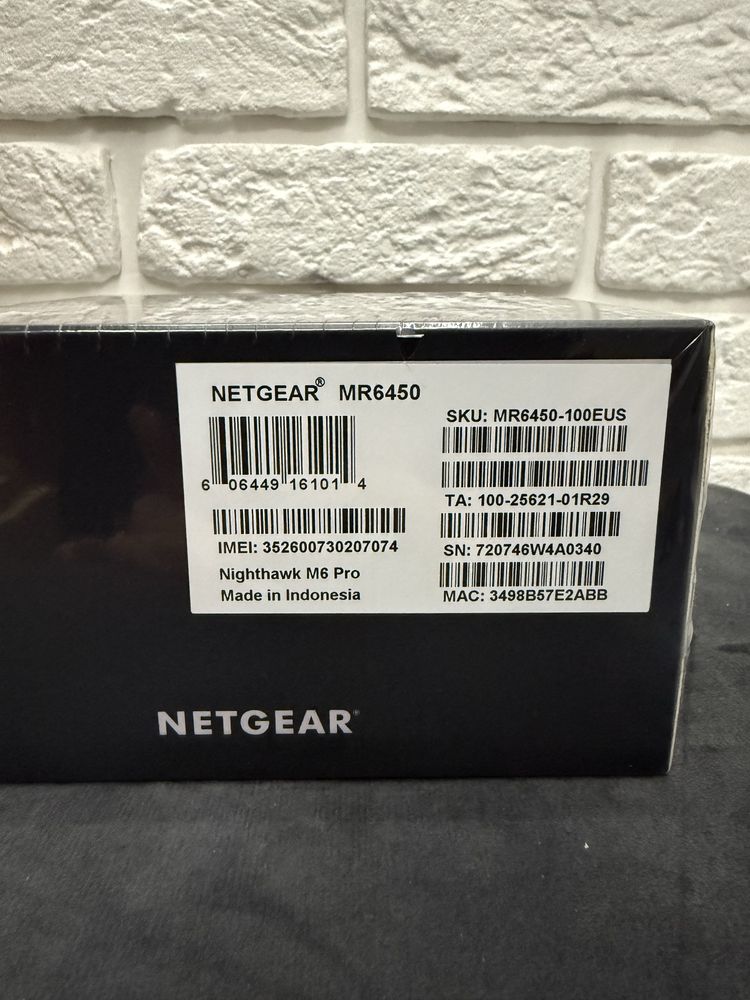 NETGEAR® MR6450
6 06449 16101 4
IMEI: 352600730207074
Nighthawk M6 Pro
Made in Indonesia
SKU: MR6450-100EUS
TA: 100-25621-01R29
SN: 720746W4A0340
MAC: 3498B57E2ABB
NETGEAR®